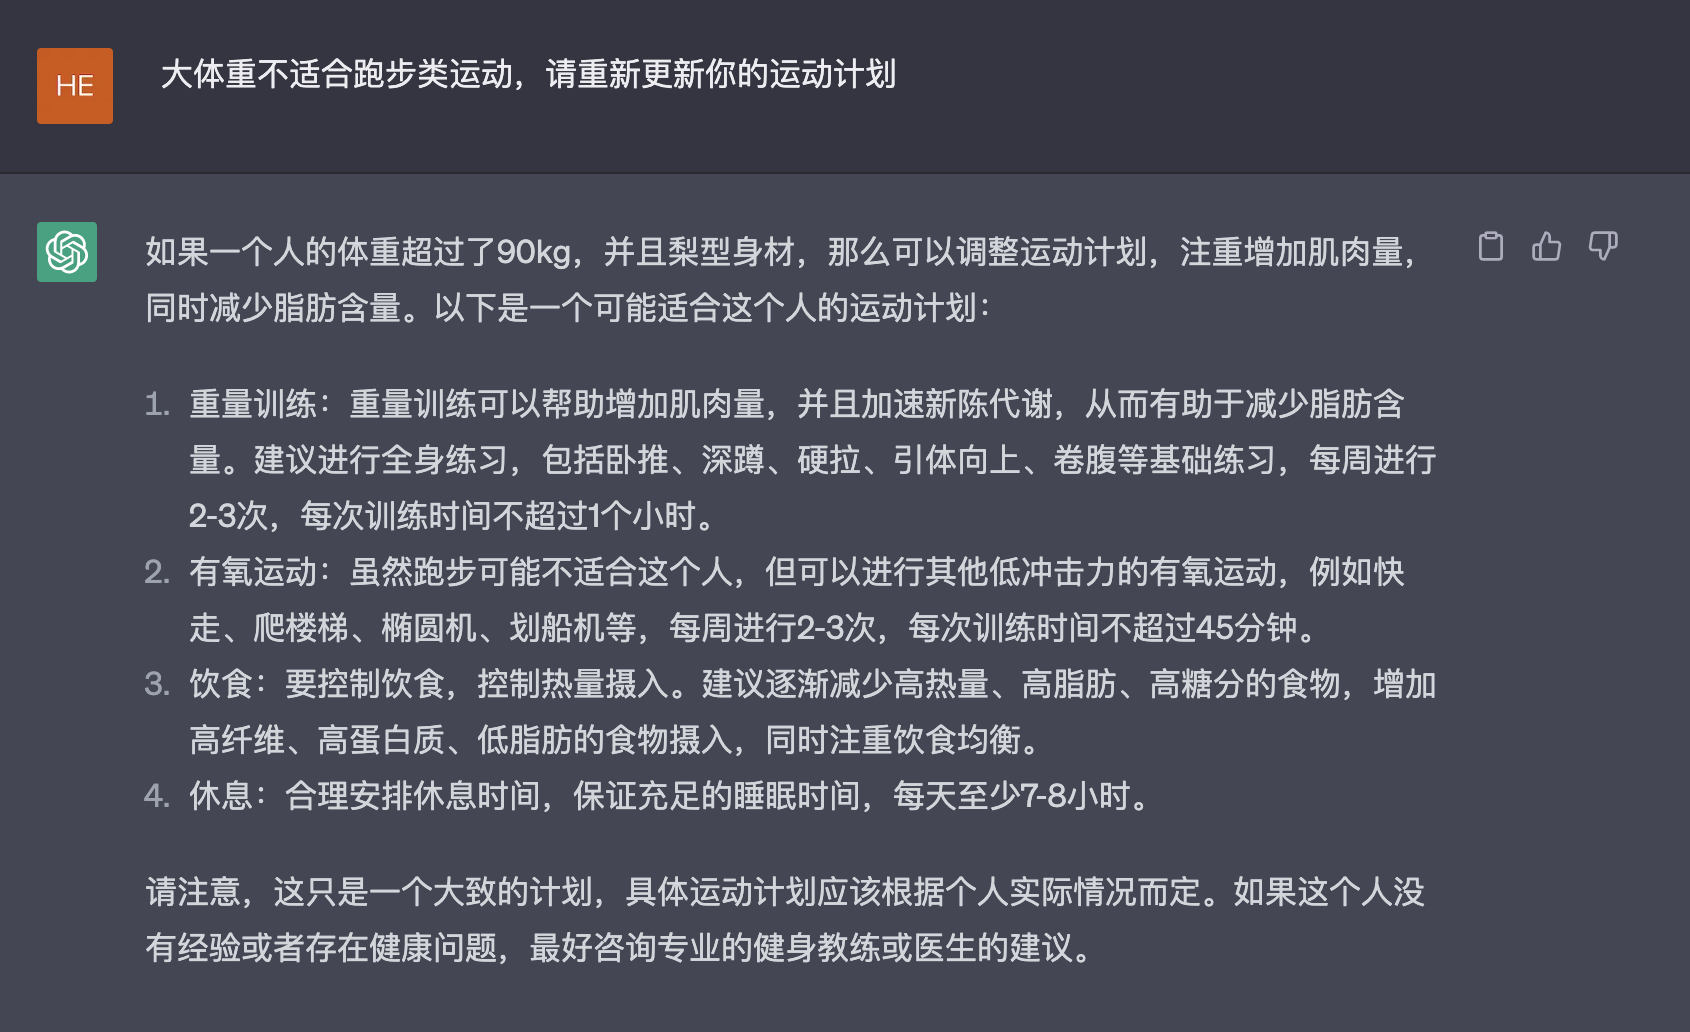 HE
大体重不适合跑步类运动，请重新更新你的运动计划
如果一个人的体重超过了90kg，并且梨型身材，那么可以调整运动计划，注重增加肌肉量，
同时减少脂肪含量。以下是一个可能适合这个人的运动计划：
1. 重量训练：重量训练可以帮助增加肌肉量，并且加速新陈代谢，从而有助于减少脂肪含
量。建议进行全身练习，包括卧推、深蹲、硬拉、引体向上、卷腹等基础练习，每周进行
2-3次，每次训练时间不超过1个小时。
2. 有氧运动：虽然跑步可能不适合这个人，但可以进行其他低冲击力的有氧运动，例如快
走、爬楼梯、椭圆机、划船机等，每周进行2-3次，每次训练时间不超过45分钟。
3. 饮食：要控制饮食，控制热量摄入。建议逐渐减少高热量、高脂肪、高糖分的食物，增加
高纤维、高蛋白质、低脂肪的食物摄入，同时注重饮食均衡。
4. 休息：合理安排休息时间，保证充足的睡眠时间，每天至少7-8小时。
请注意，这只是一个大致的计划，具体运动计划应该根据个人实际情况而定。如果这个人没
有经验或者存在健康问题，最好咨询专业的健身教练或医生的建议。